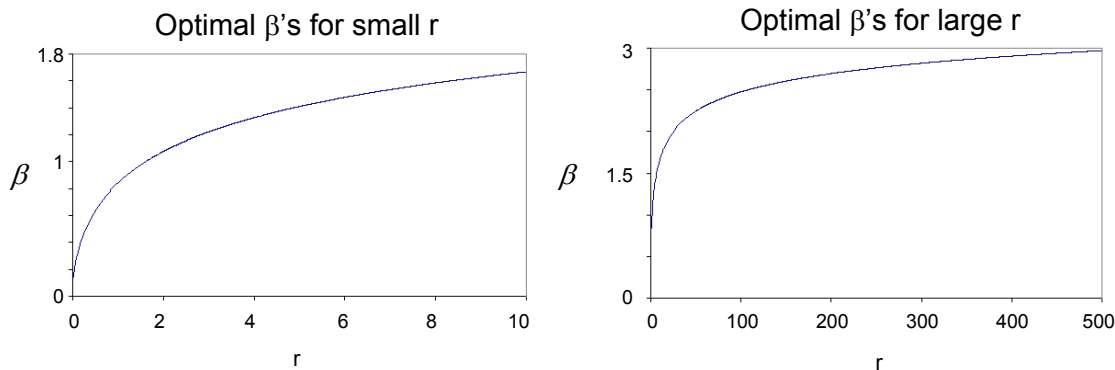 Optimal β's for small r
1.8
1
β
0
0 2 4 6 8 10
r
Optimal β's for large r
3
1.5
β
0
0 100 200 300 400 500
r